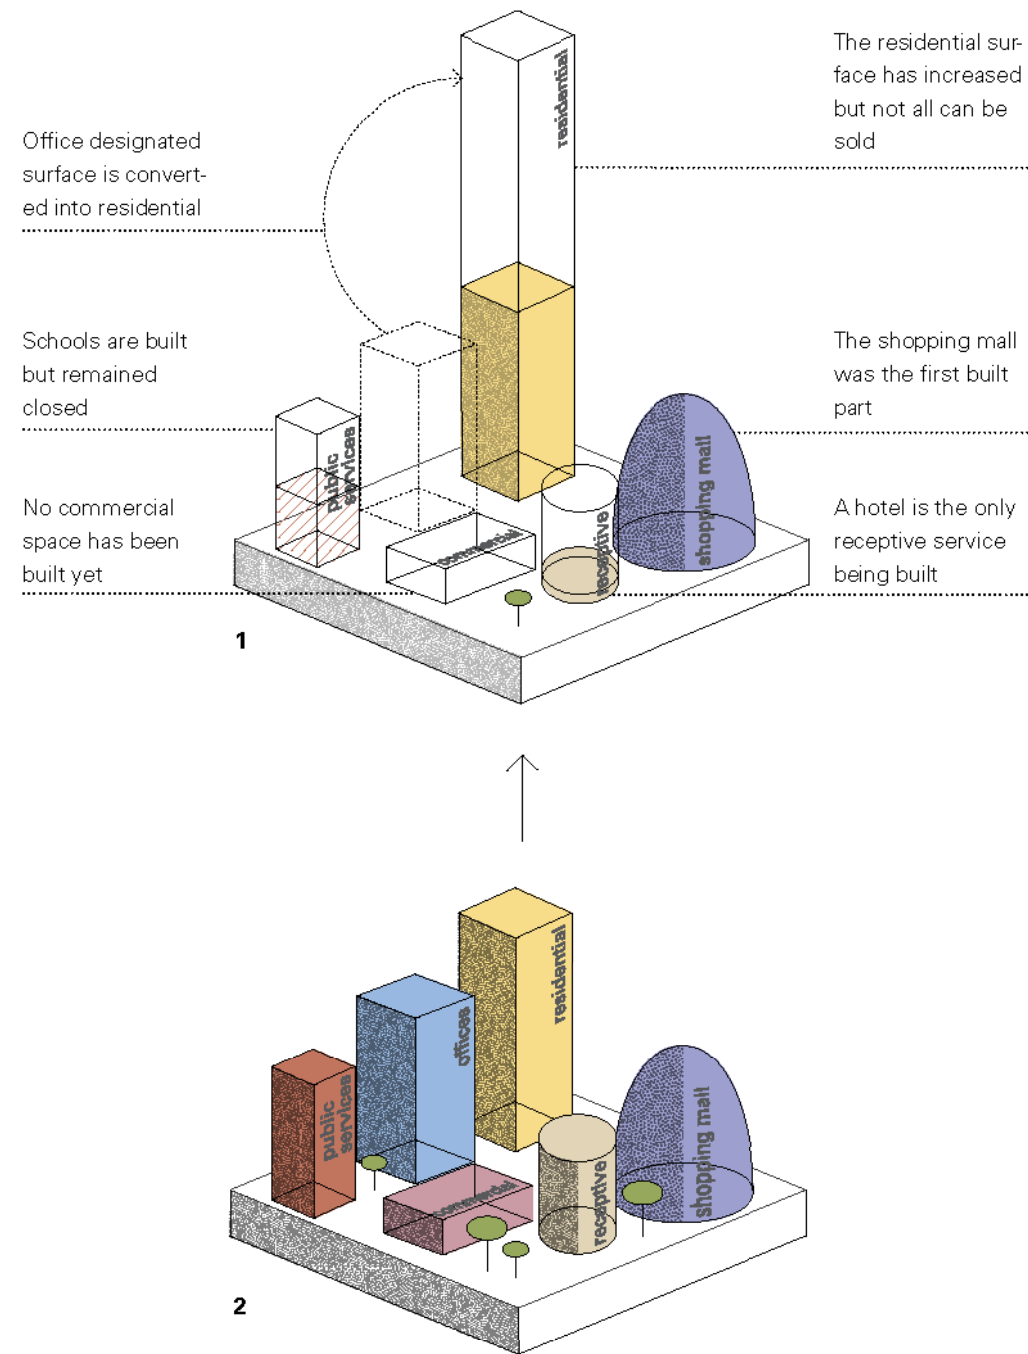 The residential sur-
face has increased
but not all can be
sold
residential
Office designated
surface is convert-
ed into residential
Schools are built
but remained
closed
The shopping mall
was the first built
part
public
services
shopping mall
No commercial
space has been
built yet
commercial
receptive
A hotel is the only
receptive service
being built
1
residential
offices
public
services
shopping mall
commercial
receptive
2